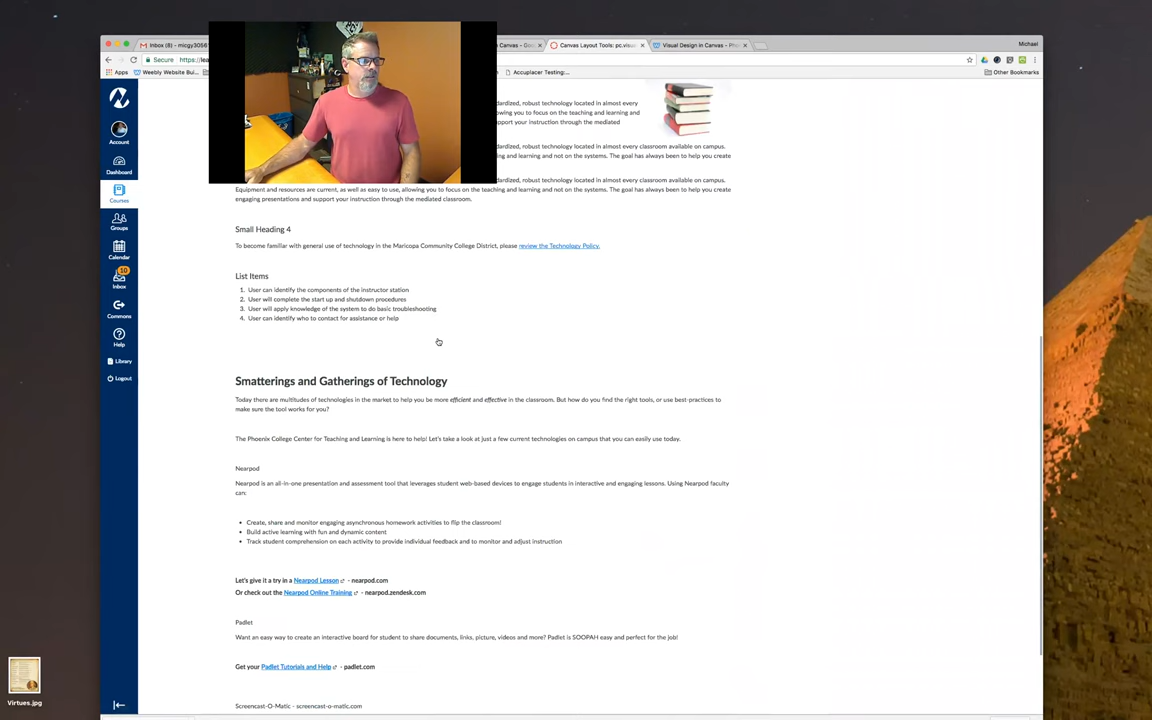 Inbox (8) - micgy3056
Canvas - Goo
Canvas Layout Tools: pc.visua
Visual Design in Canvas - Pho
Michael
Secure https://lea
Apps Weebly Website Bui
Accuplacer Testing:...
Other Bookmarks
Account
Dashboard
Courses
Groups
Calendar
10
Inbox
Commons
Help
Library
Logout
dardized, robust technology located in almost every
owing you to focus on the teaching and learning and
upport your instruction through the mediated
dardized, robust technology located in almost every classroom available on campus.
ing and learning and not on the systems. The goal has always been to help you create
dardized, robust technology located in almost every classroom available on campus.
Equipment and resources are current, as well as easy to use, allowing you to focus on the teaching and learning and not on the systems. The goal has always been to help you create
engaging presentations and support your instruction through the mediated classroom.
Small Heading 4
To become familiar with general use of technology in the Maricopa Community College District, please review the Technology Policy.
List Items
1. User can identify the components of the instructor station
2. User will complete the start up and shutdown procedures
3. User will apply knowledge of the system to do basic troubleshooting
4. User can identify who to contact for assistance or help
Smatterings and Gatherings of Technology
Today there are multitudes of technologies in the market to help you be more efficient and effective in the classroom. But how do you find the right tools, or use best-practices to
make sure the tool works for you?
The Phoenix College Center for Teaching and Learning is here to help! Let's take a look at just a few current technologies on campus that you can easily use today.
Nearpod
Nearpod is an all-in-one presentation and assessment tool that leverages student web-based devices to engage students in interactive and engaging lessons. Using Nearpod faculty
can:
• Create, share and monitor engaging asynchronous homework activities to flip the classroom!
• Build active learning with fun and dynamic content
• Track student comprehension on each activity to provide individual feedback and to monitor and adjust instruction
Let's give it a try in a Nearpod Lesson - nearpod.com
Or check out the Nearpod Online Training - nearpod.zendesk.com
Padlet
Want an easy way to create an interactive board for student to share documents, links, picture, videos and more? Padlet is SOOPAH easy and perfect for the job!
Get your Padlet Tutorials and Help - padlet.com
Screencast-O-Matic - screencast-o-matic.com
Virtues.jpg